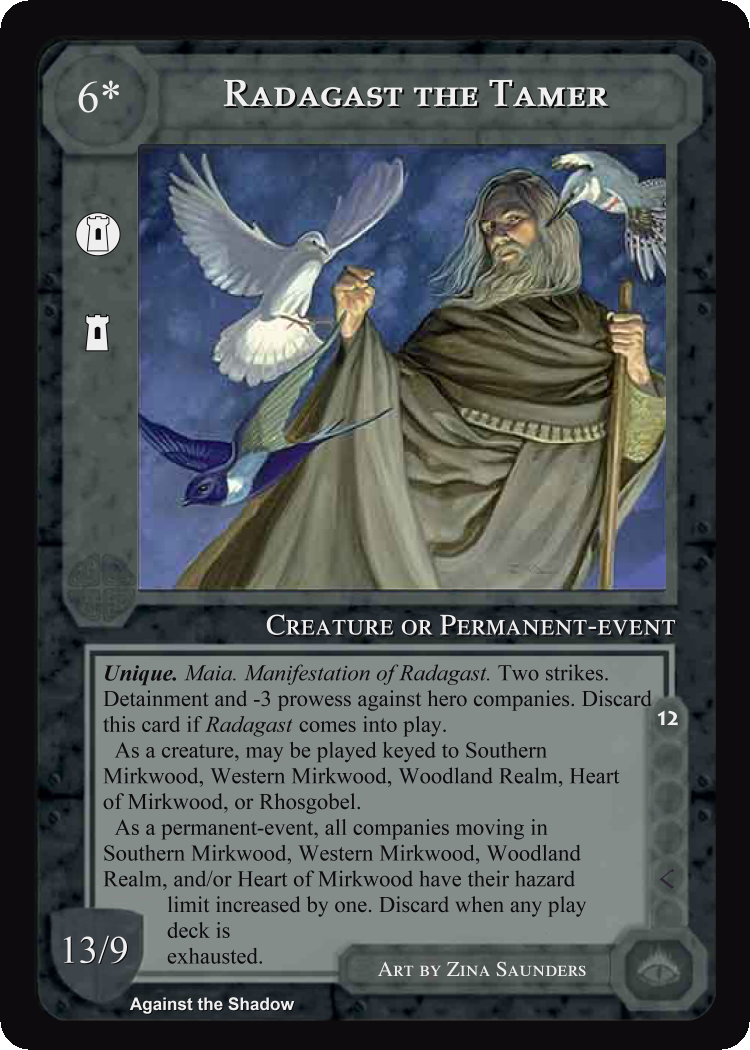 6*
RADAGAST THE TAMER
CREATURE OR PERMANENT-EVENT
Unique. Maia. Manifestation of Radagast. Two strikes.
Detainment and -3 prowess against hero companies. Discard
this card if Radagast comes into play.
12
As a creature, may be played keyed to Southern
Mirkwood, Western Mirkwood, Woodland Realm, Heart
of Mirkwood, or Rhosgobel.
As a permanent-event, all companies moving in
Southern Mirkwood, Western Mirkwood, Woodland
Realm, and/or Heart of Mirkwood have their hazard
limit increased by one. Discard when any play
deck is
exhausted.
13/9
ART BY ZINA SAUNDERS
Against the Shadow